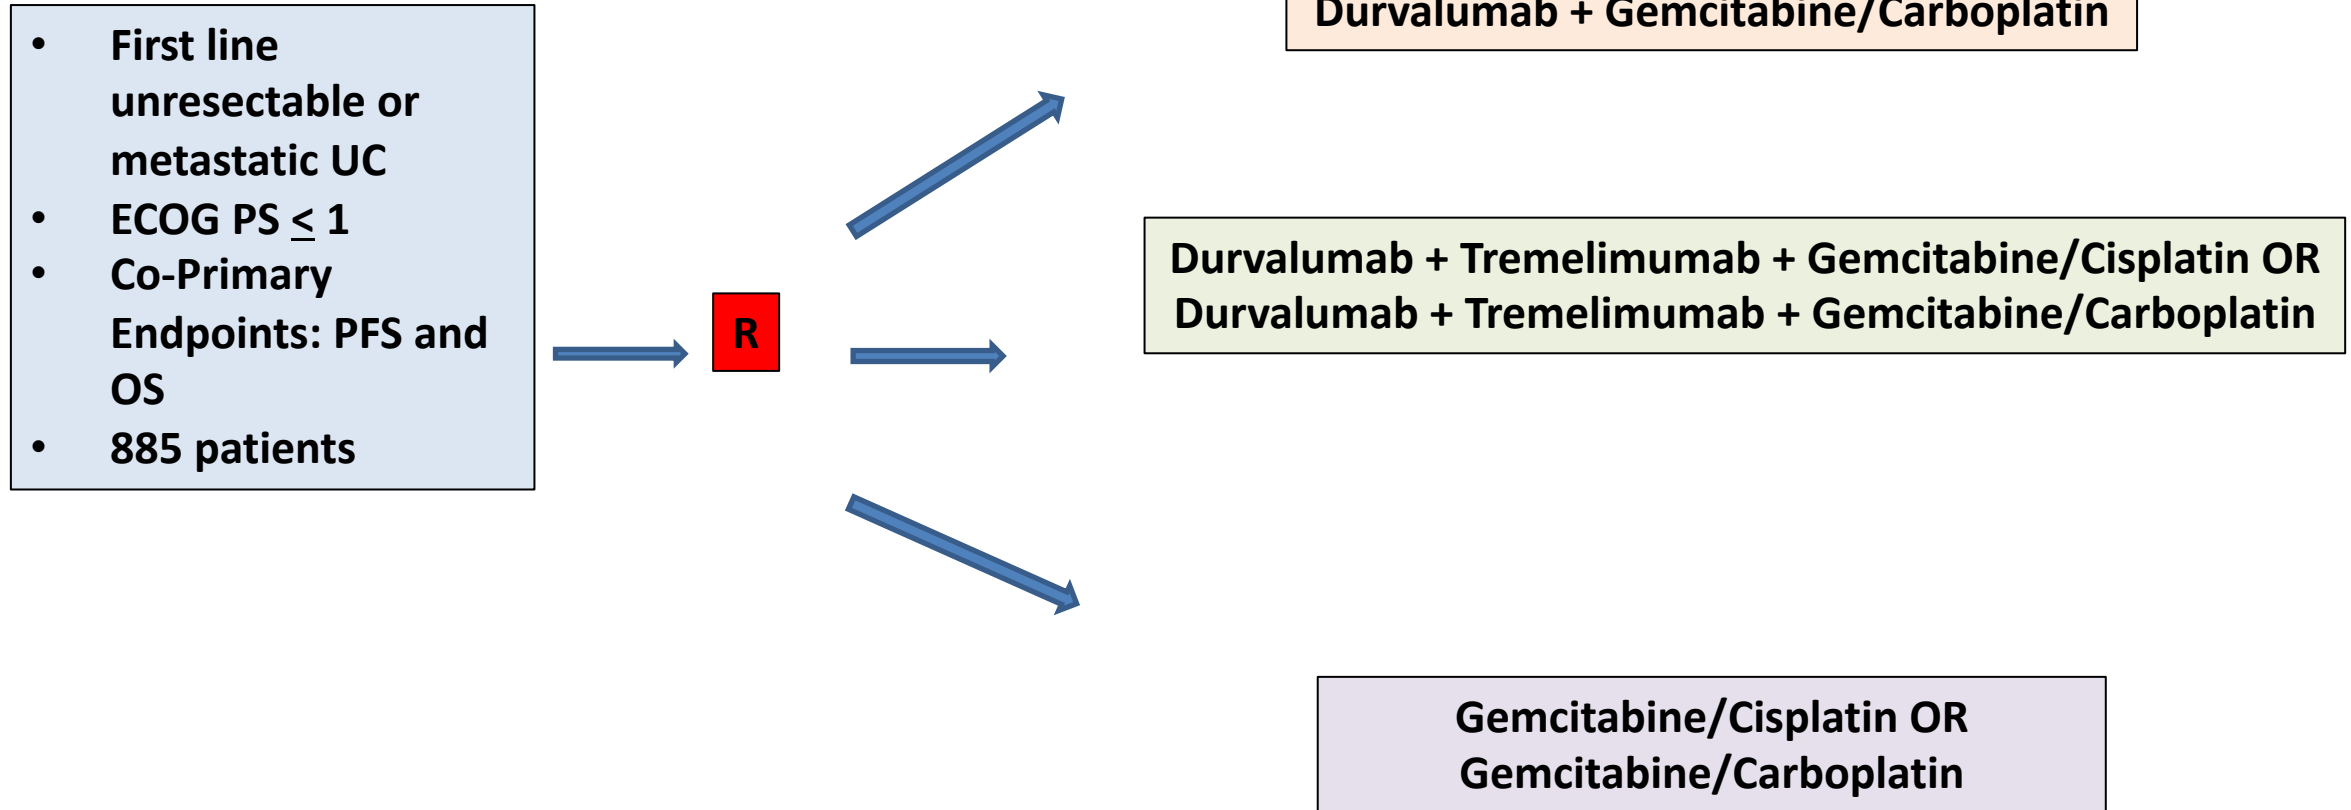 • First line
unresectable or
metastatic UC
• ECOG PS ≤ 1
• Co-Primary
Endpoints: PFS and
OS
• 885 patients
R
Durvalumab + Gemcitabine/Carboplatin
Durvalumab + Tremelimumab + Gemcitabine/Cisplatin OR
Durvalumab + Tremelimumab + Gemcitabine/Carboplatin
Gemcitabine/Cisplatin OR
Gemcitabine/Carboplatin